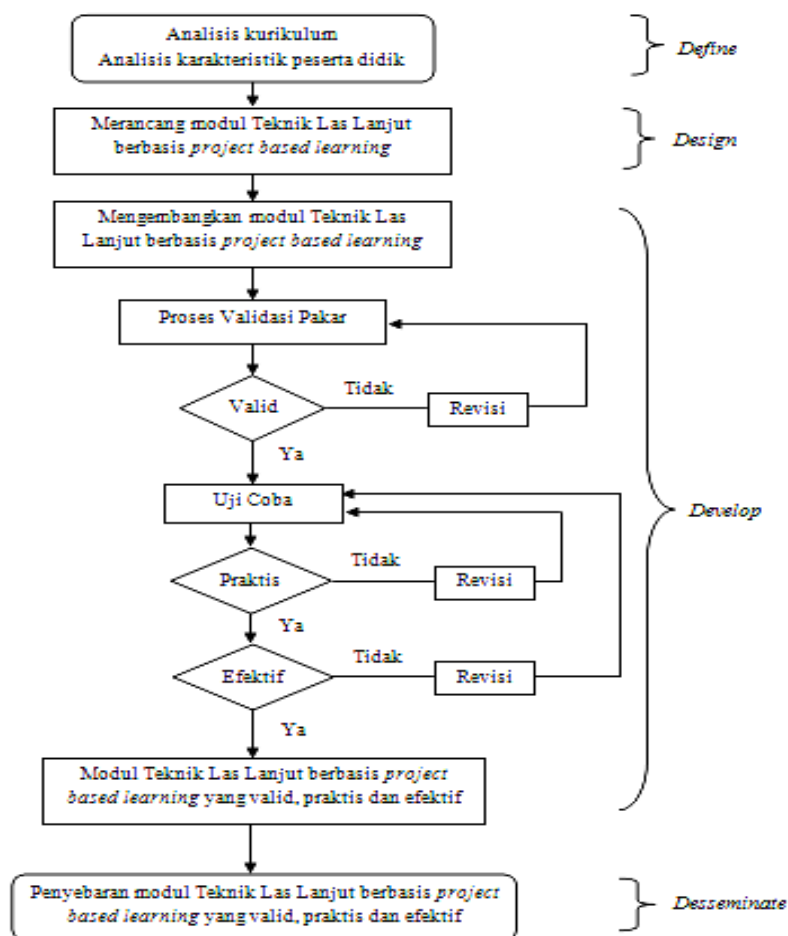 Analisis kurikulum
Analisis karakteristik peserta didik
Define
Merancang modul Teknik Las Lanjut
berbasis project based learning
Design
Mengembangkan modul Teknik Las
Lanjut berbasis project based learning
Proses Validasi Pakar
Tidak
Valid
Revisi
Ya
Uji Coba
Develop
Tidak
Praktis
Revisi
Ya
Tidak
Efektif
Revisi
Ya
Modul Teknik Las Lanjut berbasis project
based learning yang valid, praktis dan efektif
Penyebaran modul Teknik Las Lanjut berbasis project
based learning yang valid, praktis dan efektif
Desseminate